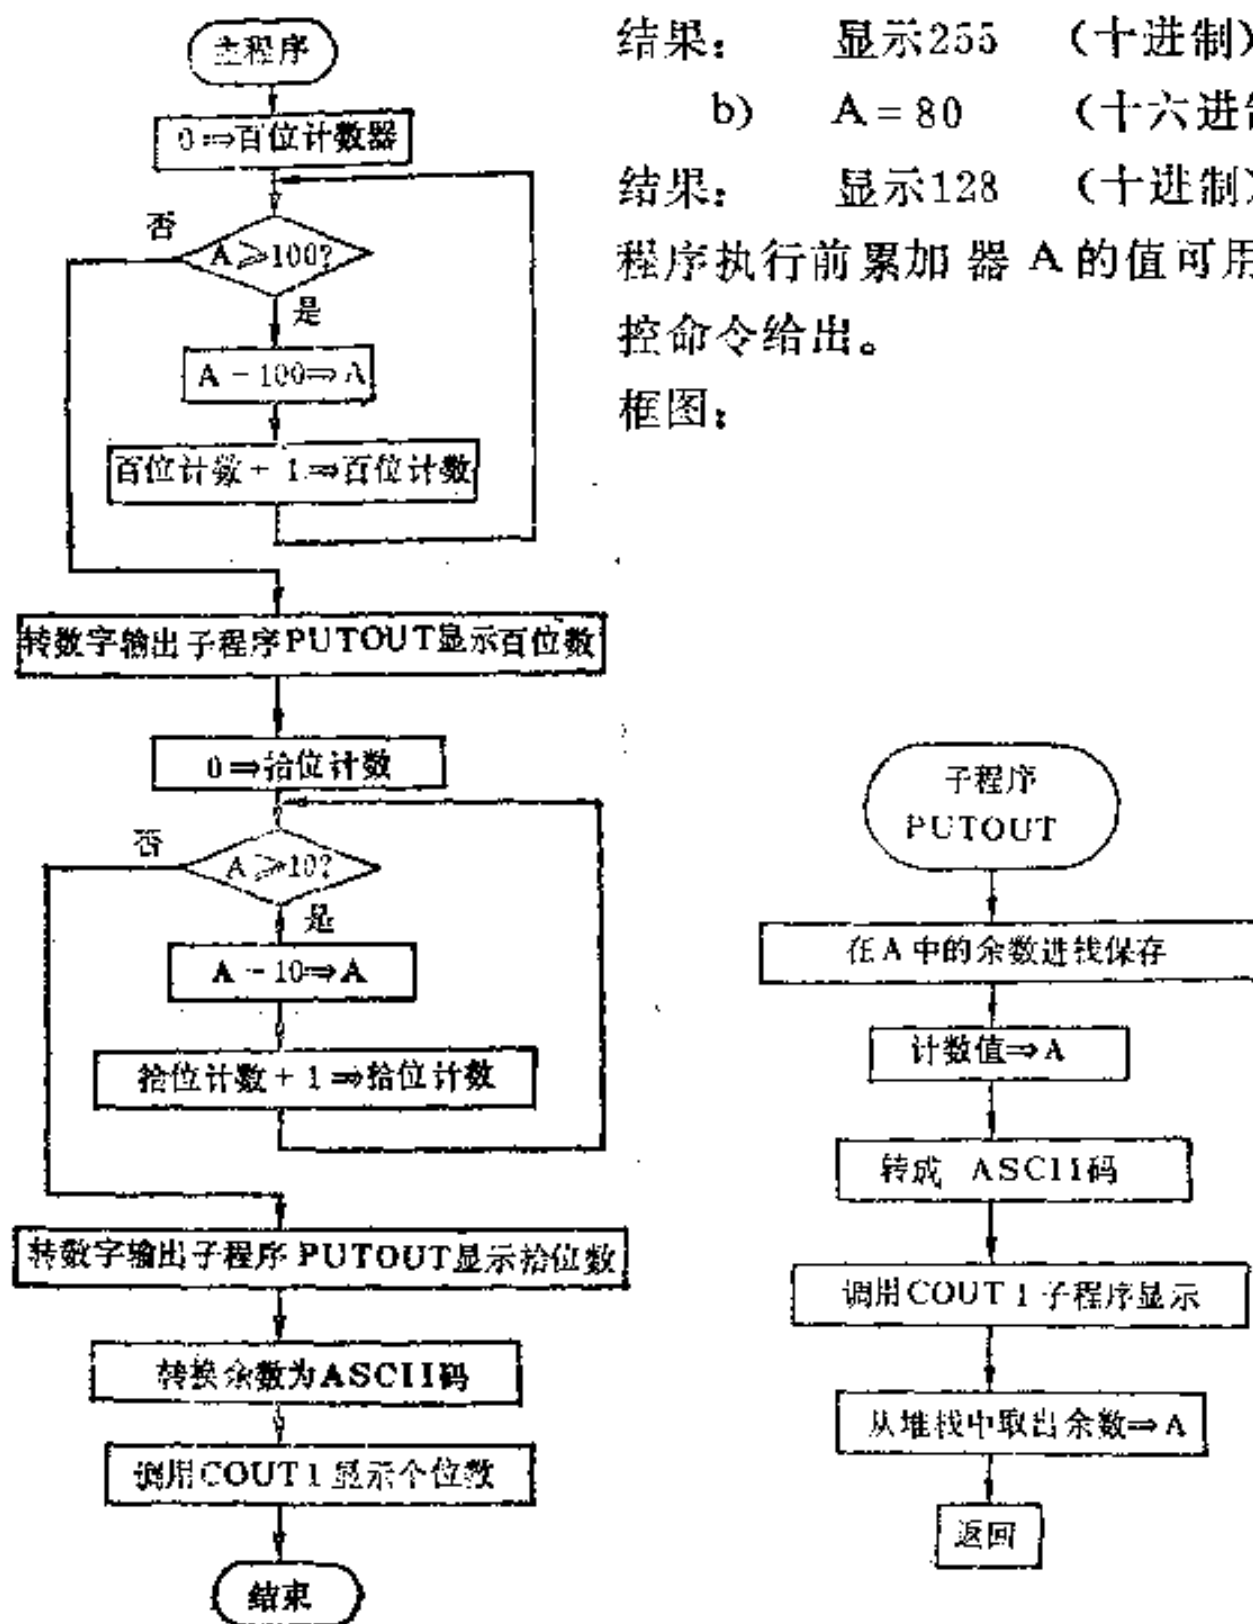 结果： 显示255 （十进制）
b) A = 80 （十六进制
结果： 显示128 （十进制）
程序执行前累加器 A 的值可用
控命令给出。
框图：
主程序
0⇒百位计数器
否
A≥100?
是
A－100⇒A
百位计数＋1⇒百位计数
转数字输出子程序PUTOUT显示百位数
0⇒拾位计数
否
A≥10?
是
A－10⇒A
拾位计数＋1⇒拾位计数
转数字输出子程序PUTOUT显示拾位数
转换余数为ASCII码
调用COUT1显示个位数
结束
子程序
PUTOUT
在A中的余数进栈保存
计数值⇒A
转成 ASCII码
调用COUT1子程序显示
从堆栈中取出余数⇒A
返回